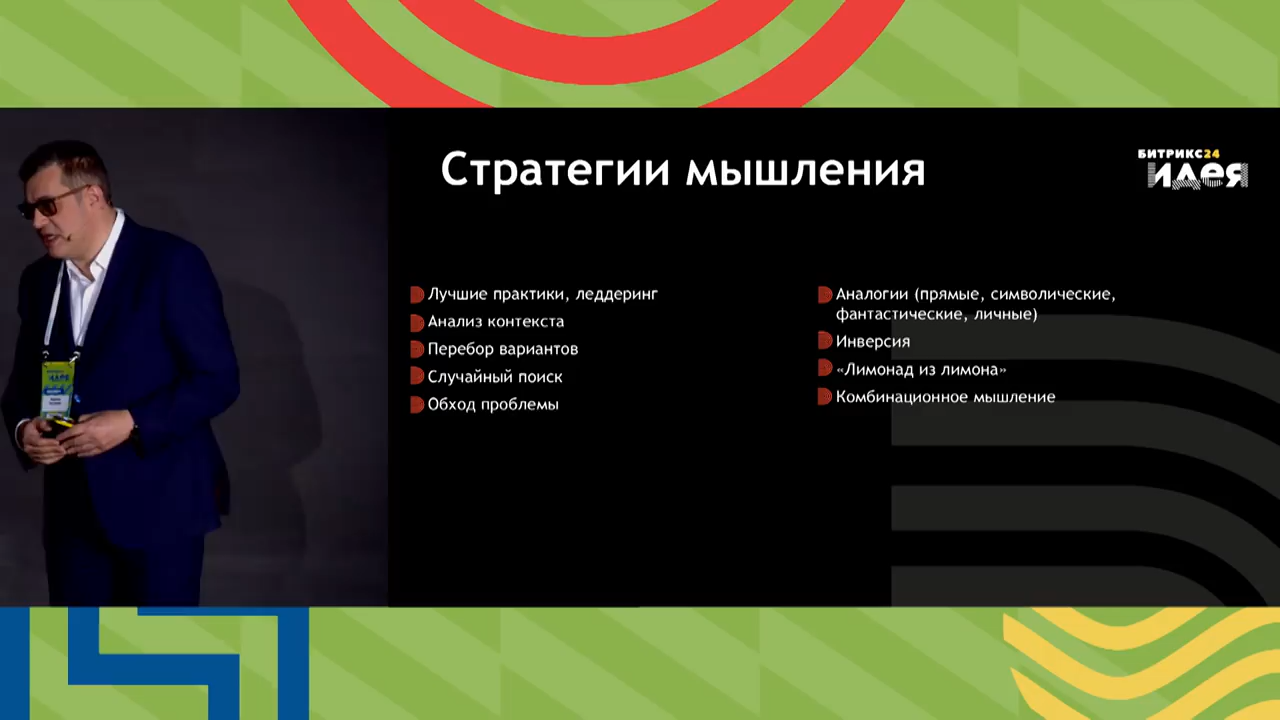 Стратегии мышления
БИТРИКС24
идея
Лучшие практики, леддеринг
Анализ контекста
Перебор вариантов
Случайный поиск
Обход проблемы
Аналогии (прямые, символические,
фантастические, личные)
Инверсия
«Лимонад из лимона»
Комбинационное мышление